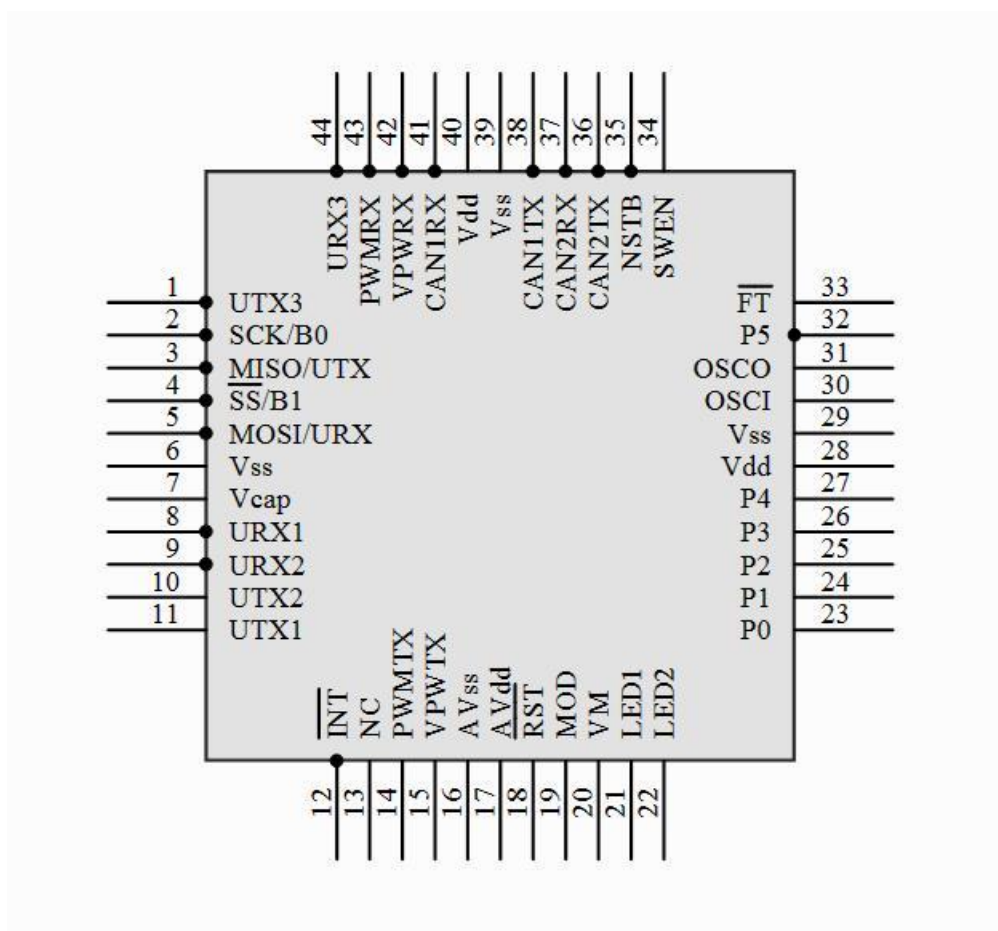 44 43 42 41 40 39 38 37 36 35 34
URX3 PWMRX VPWRX CAN1RX Vdd Vss CAN1TX CAN2RX CAN2TX NSTB SWEN
1 UTX3
2 SCK/B0
3 MISO/UTX
4 S̅S̅/B1
5 MOSI/URX
6 Vss
7 Vcap
8 URX1
9 URX2
10 UTX2
11 UTX1
F̅T̅ 33
P5 32
OSCO 31
OSCI 30
Vss 29
Vdd 28
P4 27
P3 26
P2 25
P1 24
P0 23
I̅N̅T̅ NC PWMTX VPWTX AVss AVdd R̅S̅T̅ MOD VM LED1 LED2
12 13 14 15 16 17 18 19 20 21 22